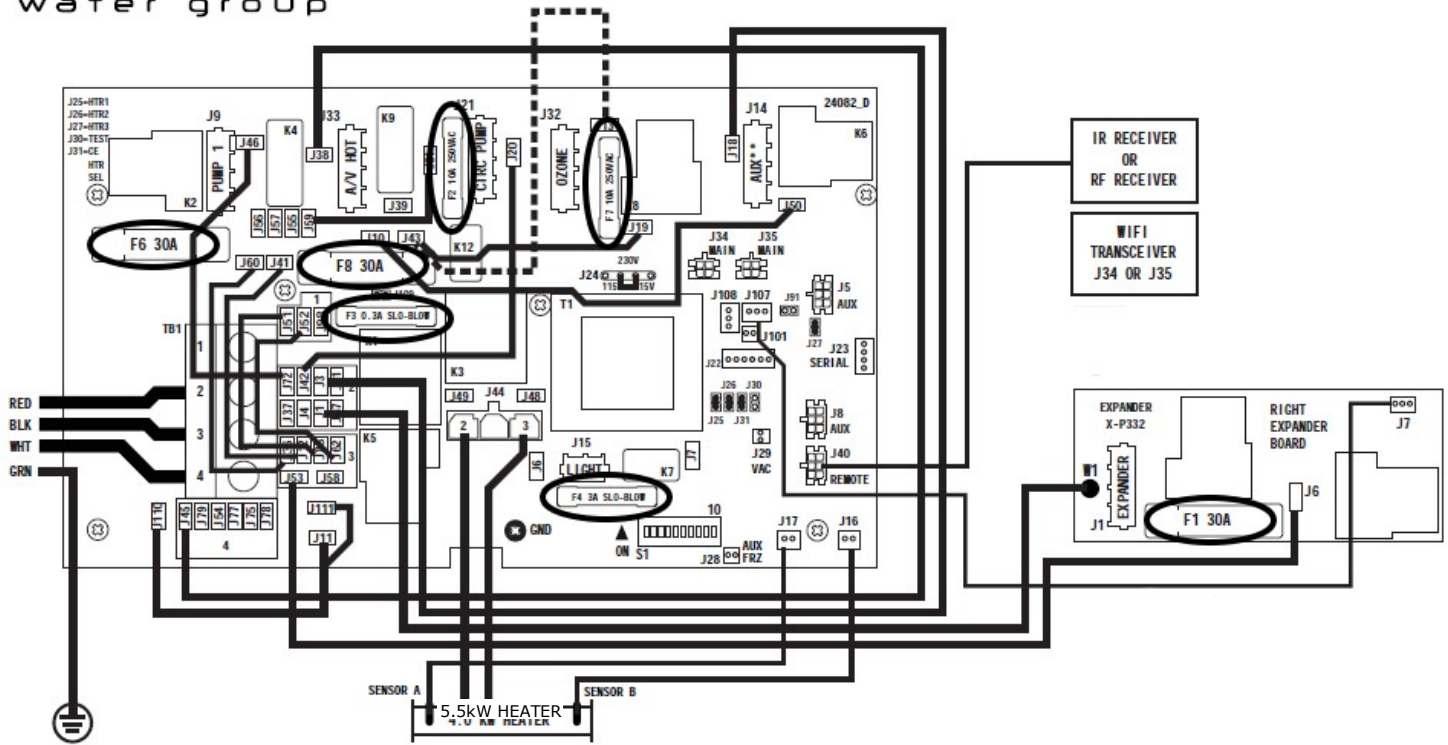 water group
J25=HTR1
J26=HTR2
J27=HTR3
J30=TEST
J31=CE
HTR
SEL
J9
PUMP 1
K2
J46
K4
J33
A/V HOT
J38
K9
J39
J21
F2 10A 250VAC
CIRC PUMP
J20
J32
OZONE
F7 10A 250VAC
J18
J14
AUX**
24082_D
K6
J50
J56
J57
J55
J59
J10
J43
K12
J19
F6 30A
F8 30A
J60
J41
J34
MAIN
J35
MAIN
230V
J24
115
15V
J5
AUX
J108
J107
J91
J101
J27
J23
SERIAL
J22
J26
J30
J25
J31
J8
AUX
J29
VAC
J40
REMOTE
TB1
1
2
3
4
J51
J52
1
F3 0.3A SLO-BLOW
T1
K3
J72
J42
J3
2
J37
J4
J1
J62
3
K5
J53
J58
J49
J44
J48
2
3
J15
LIGHT
J6
K7
J7
F4 3A SLO-BLOW
GND
ON
S1
10
J28
AUX
FRZ
J17
J16
J110
J45
J79
J54
J77
J75
J78
4
J111
J11
RED
BLK
WHT
GRN
SENSOR A
SENSOR B
5.5kW HEATER
IR RECEIVER
OR
RF RECEIVER
WIFI
TRANSCEIVER
J34 OR J35
EXPANDER
X-P332
RIGHT
EXPANDER
BOARD
J7
W1
EXPANDER
J1
J6
F1 30A